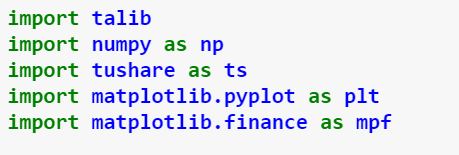 import talib
import numpy as np
import tushare as ts
import matplotlib.pyplot as plt
import matplotlib.finance as mpf